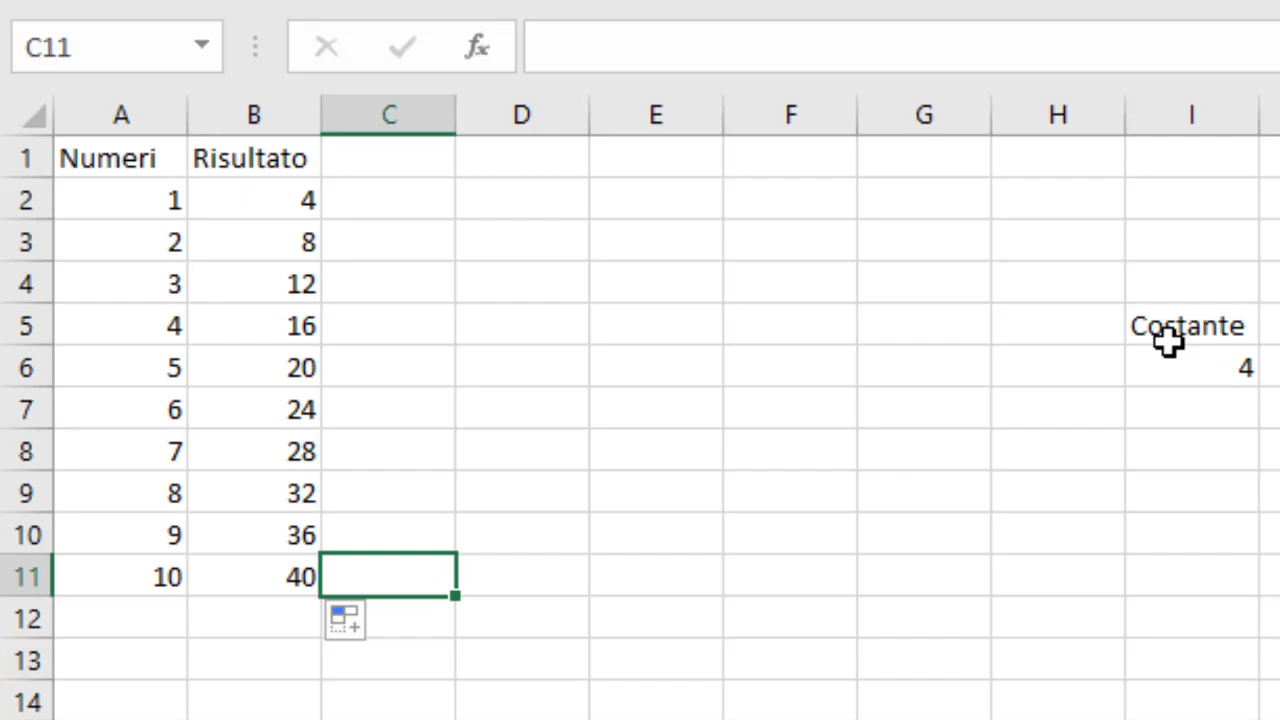 C11 fx
A B C D E F G H I
1 Numeri Risultato
2 1 4
3 2 8
4 3 12
5 4 16 Costante
6 5 20 4
7 6 24
8 7 28
9 8 32
10 9 36
11 10 40
12
13
14